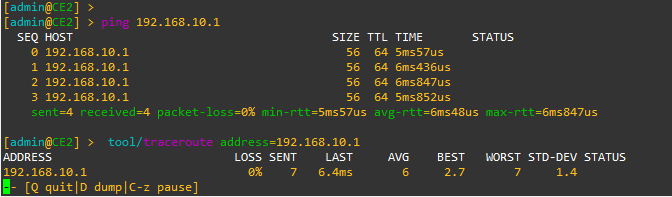 [admin@CE2] >
[admin@CE2] > ping 192.168.10.1
SEQ HOST SIZE TTL TIME STATUS
0 192.168.10.1 56 64 5ms57us
1 192.168.10.1 56 64 6ms436us
2 192.168.10.1 56 64 6ms847us
3 192.168.10.1 56 64 5ms852us
sent=4 received=4 packet-loss=0% min-rtt=5ms57us avg-rtt=6ms48us max-rtt=6ms847us
[admin@CE2] > tool/traceroute address=192.168.10.1
ADDRESS LOSS SENT LAST AVG BEST WORST STD-DEV STATUS
192.168.10.1 0% 7 6.4ms 6 2.7 7 1.4
-- [Q quit|D dump|C-z pause]